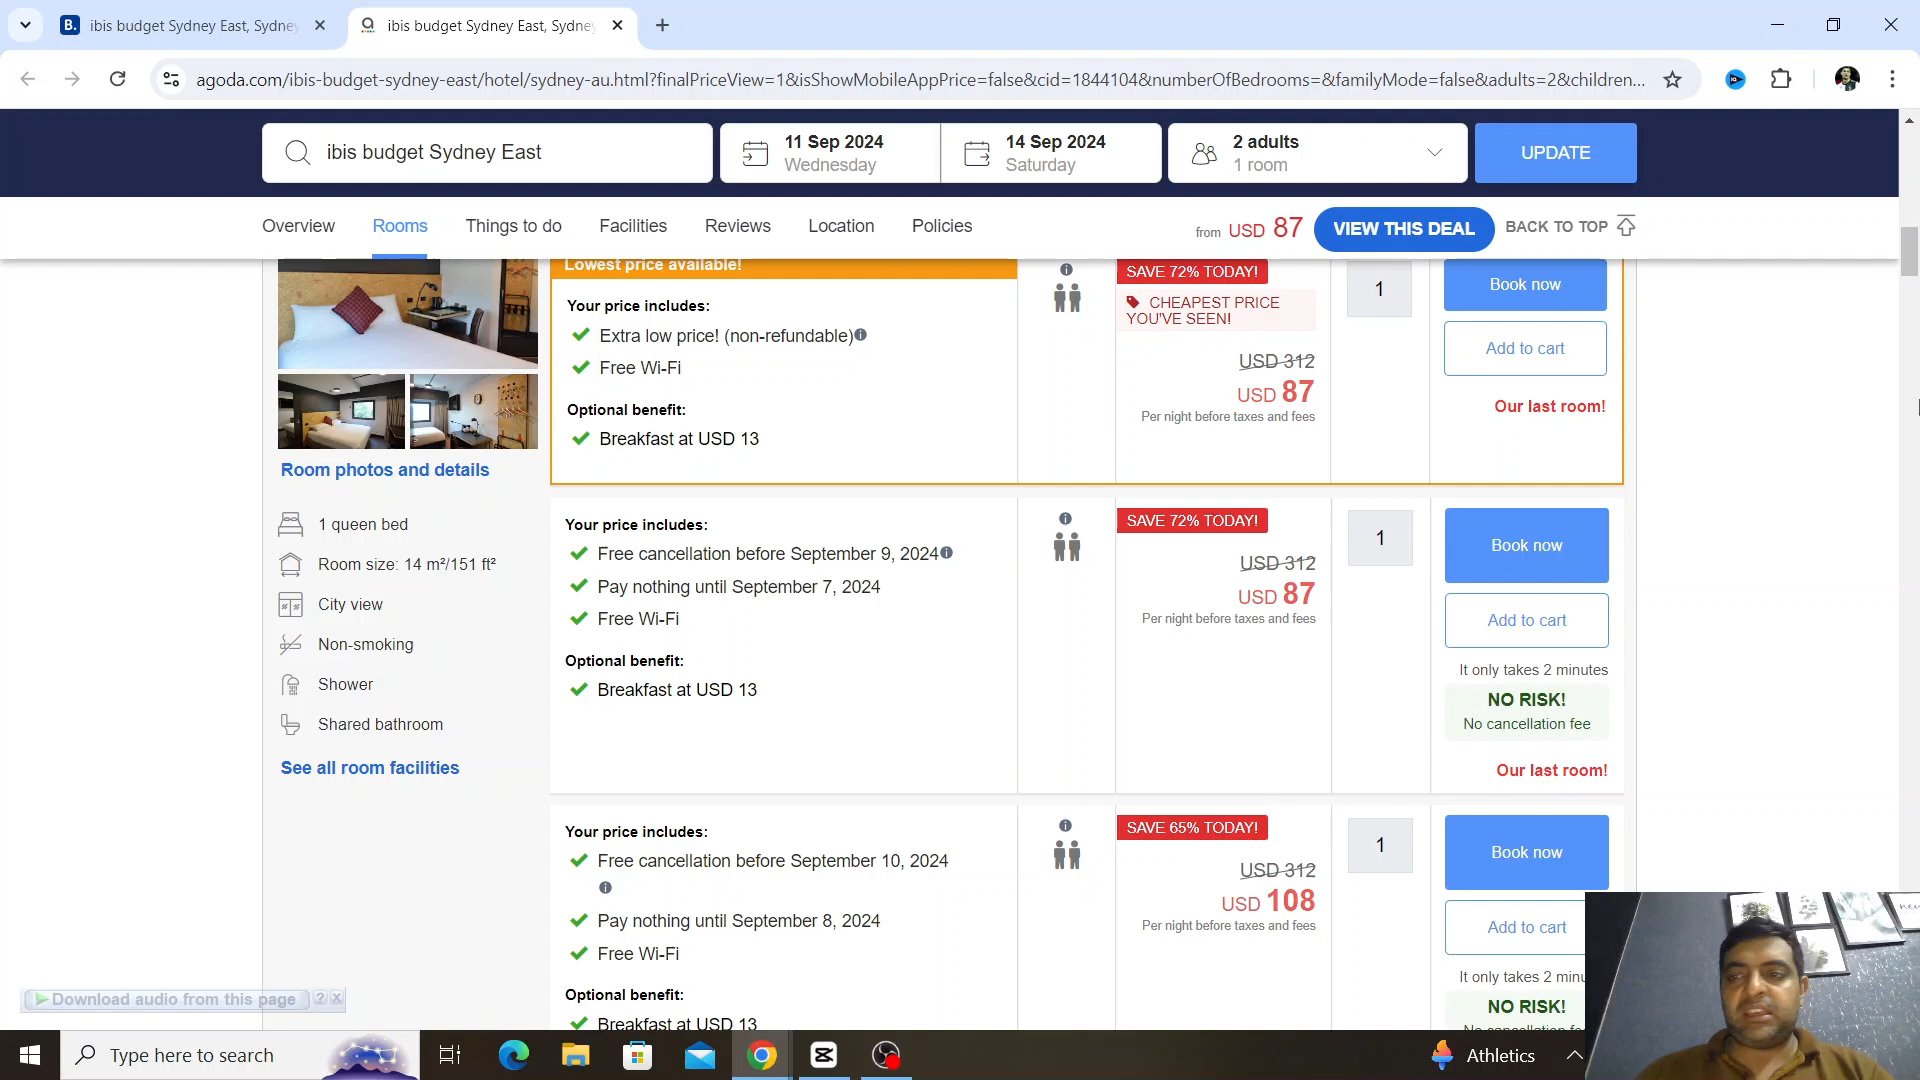 ibis budget Sydney East, Sydne
ibis budget Sydney East, Sydne
agoda.com/ibis-budget-sydney-east/hotel/sydney-au.html?finalPriceView=1&isShowMobileAppPrice=false&cid=1844104&numberOfBedrooms=&familyMode=false&adults=2&children...
ibis budget Sydney East
11 Sep 2024
Wednesday
14 Sep 2024
Saturday
2 adults
1 room
UPDATE
Overview
Rooms
Things to do
Facilities
Reviews
Location
Policies
from USD 87
VIEW THIS DEAL
BACK TO TOP
Lowest price available!
Your price includes:
Extra low price! (non-refundable)
Free Wi-Fi
Optional benefit:
Breakfast at USD 13
SAVE 72% TODAY!
CHEAPEST PRICE
YOU'VE SEEN!
USD 312
USD 87
Per night before taxes and fees
1
Book now
Add to cart
Our last room!
Room photos and details
1 queen bed
Room size: 14 m²/151 ft²
City view
Non-smoking
Shower
Shared bathroom
See all room facilities
Your price includes:
Free cancellation before September 9, 2024
Pay nothing until September 7, 2024
Free Wi-Fi
Optional benefit:
Breakfast at USD 13
SAVE 72% TODAY!
USD 312
USD 87
Per night before taxes and fees
1
Book now
Add to cart
It only takes 2 minutes
NO RISK!
No cancellation fee
Our last room!
Your price includes:
Free cancellation before September 10, 2024
Pay nothing until September 8, 2024
Free Wi-Fi
Optional benefit:
Breakfast at USD 13
SAVE 65% TODAY!
USD 312
USD 108
Per night before taxes and fees
1
Book now
Add to cart
It only takes 2 minu
NO RISK!
No cancellation fe
Download audio from this page
Type here to search
Athletics